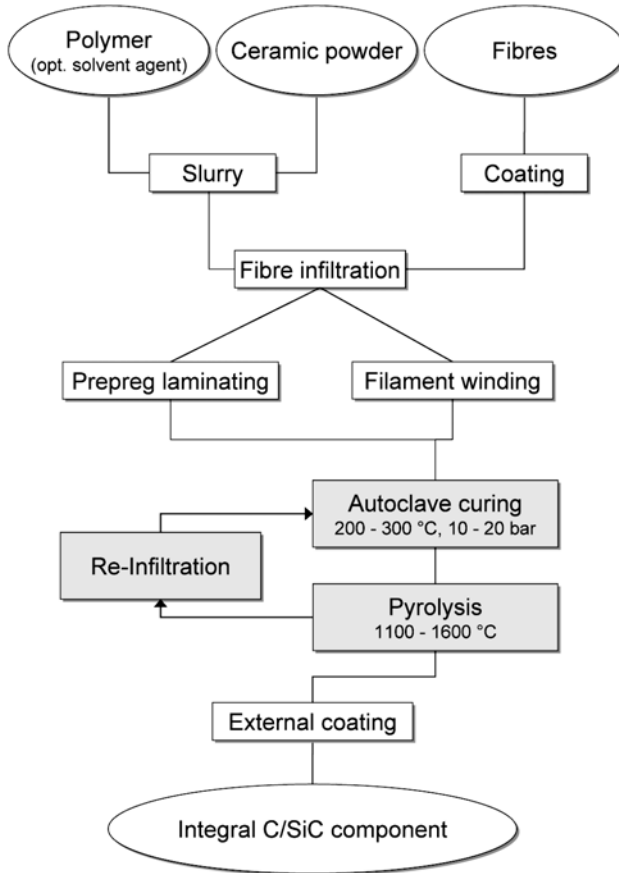 Polymer
(opt. solvent agent)
Ceramic powder
Fibres
Slurry
Coating
Fibre infiltration
Prepreg laminating
Filament winding
Autoclave curing
200 - 300 °C, 10 - 20 bar
Re-Infiltration
Pyrolysis
1100 - 1600 °C
External coating
Integral C/SiC component